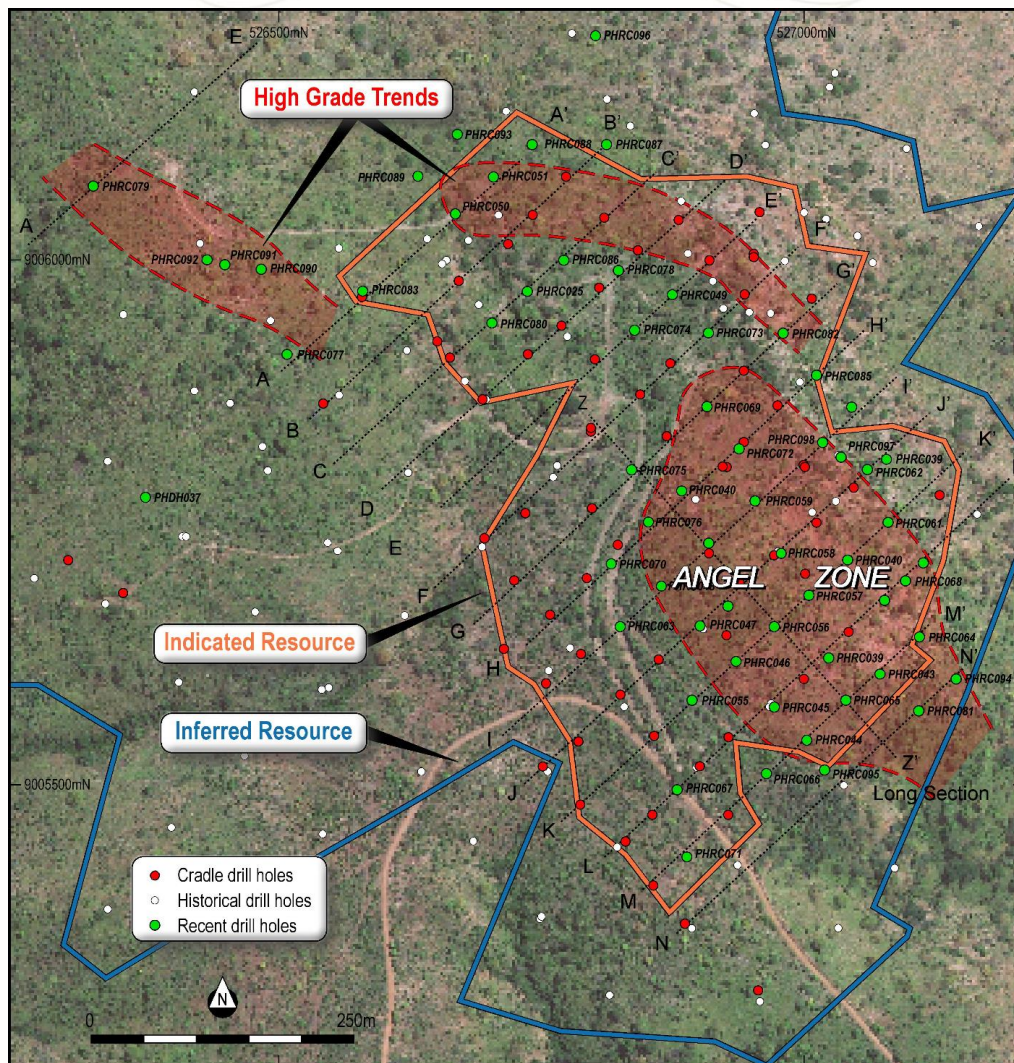 526500mN
527000mN
E
PHRC096
High Grade Trends
A'
B'
PHRC093
PHRC088
PHRC087
C'
D'
PHRC089
PHRC051
PHRC079
E'
PHRC050
F'
A
G'
PHRC092
PHRC091
PHRC090
PHRC086
PHRC078
9006000mN
PHRC083
PHRC025
PHRC049
H'
PHRC080
PHRC074
PHRC073
PHRC082
PHRC077
A
PHRC085
I'
B
Z
PHRC069
J'
C
PHRC098
K'
PHRC072
PHRC097
PHRC039
PHRC075
PHRC062
PHDH037
PHRC040
PHRC059
D
PHRC076
PHRC061
E
PHRC058
PHRC040
PHRC070
ANGEL ZONE
PHRC068
F
PHRC057
G
PHRC063
PHRC047
PHRC056
M'
PHRC064
Indicated Resource
H
PHRC046
PHRC039
N'
PHRC043
PHRC094
PHRC055
PHRC045
PHRC065
PHRC081
Inferred Resource
I
PHRC044
Z'
J
PHRC066
PHRC095
9005500mN
Long Section
PHRC067
K
L
PHRC071
M
N
Cradle drill holes
Historical drill holes
Recent drill holes
N
0
250m